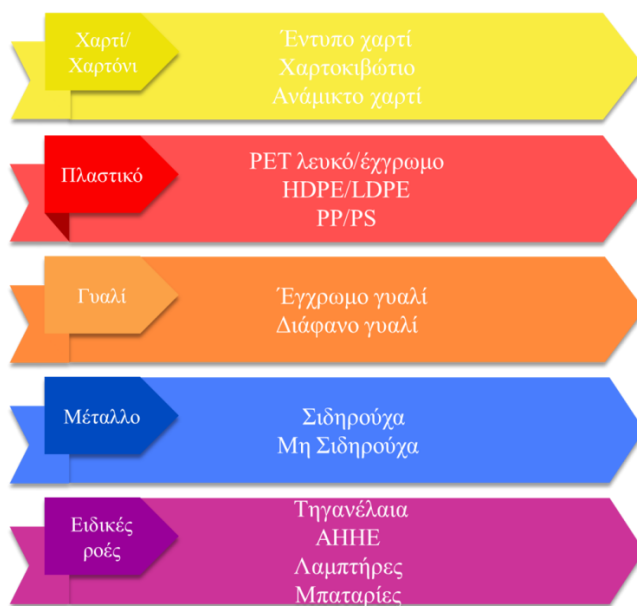 Χαρτί/
Χαρτόνι
Έντυπο χαρτί
Χαρτοκιβώτιο
Ανάμικτο χαρτί
Πλαστικό
PET λευκό/έχγρωμο
HDPE/LDPE
PP/PS
Γυαλί
Έγχρωμο γυαλί
Διάφανο γυαλί
Μέταλλο
Σιδηρούχα
Μη Σιδηρούχα
Ειδικές
ροές
Τηγανέλαια
ΑΗΗΕ
Λαμπτήρες
Μπαταρίες